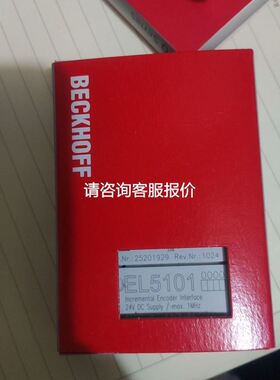 BECKHOFF
请咨询客服报价
Nr.: 25201929 Rev.Nr.: 1024
EL5101
Incremental Encoder Interface
24V DC Supply /-max. 1MHz